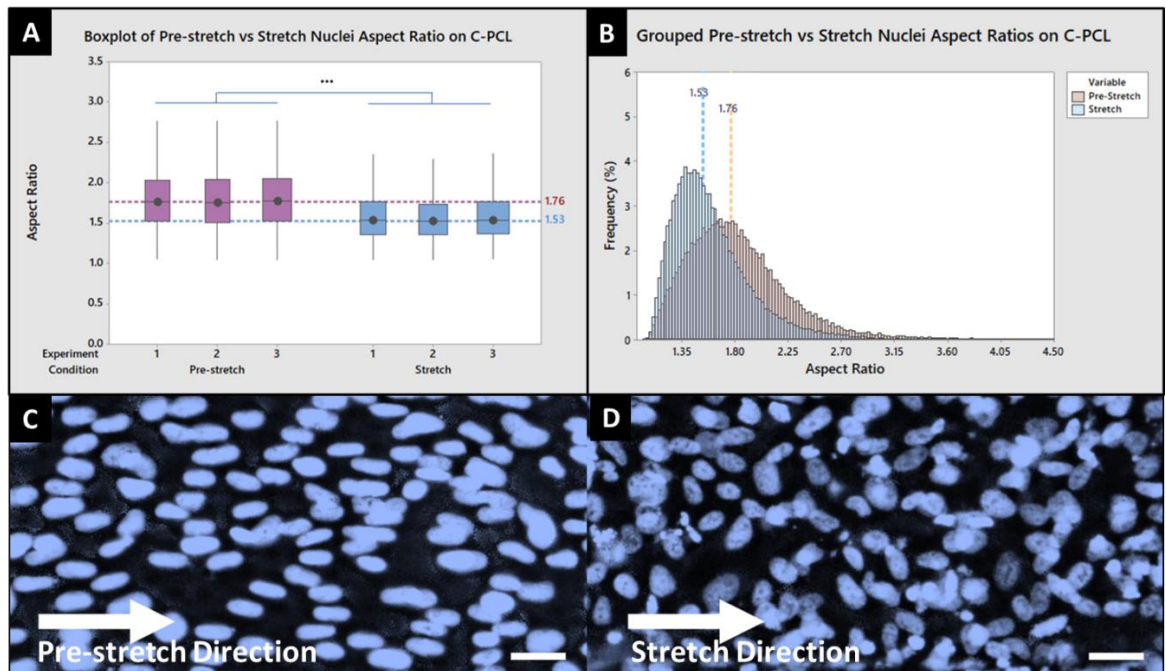 A
Boxplot of Pre-stretch vs Stretch Nuclei Aspect Ratio on C-PCL
3.5
3.0
2.5
2.0
1.5
1.0
0.5
0.0
Aspect Ratio
...
1.76
1.53
Experiment 1 2 3 1 2 3
Condition Pre-stretch Stretch
B
Grouped Pre-stretch vs Stretch Nuclei Aspect Ratios on C-PCL
6
5
4
3
2
1
0
Frequency (%)
1.53
1.76
Variable
Pre-Stretch
Stretch
1.35 1.80 2.25 2.70 3.15 3.60 4.05 4.50
Aspect Ratio
C
Pre-stretch Direction
D
Stretch Direction